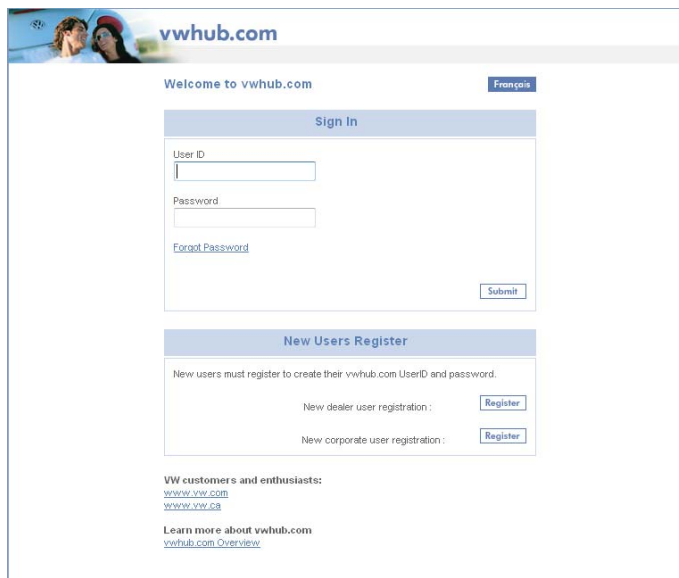 vwhub.com
Welcome to vwhub.com
Français
Sign In
User ID
Password
Forgot Password
Submit
New Users Register
New users must register to create their vwhub.com UserID and password.
New dealer user registration :
Register
New corporate user registration :
Register
VW customers and enthusiasts:
www.vw.com
www.vw.ca
Learn more about vwhub.com
vwhub.com Overview